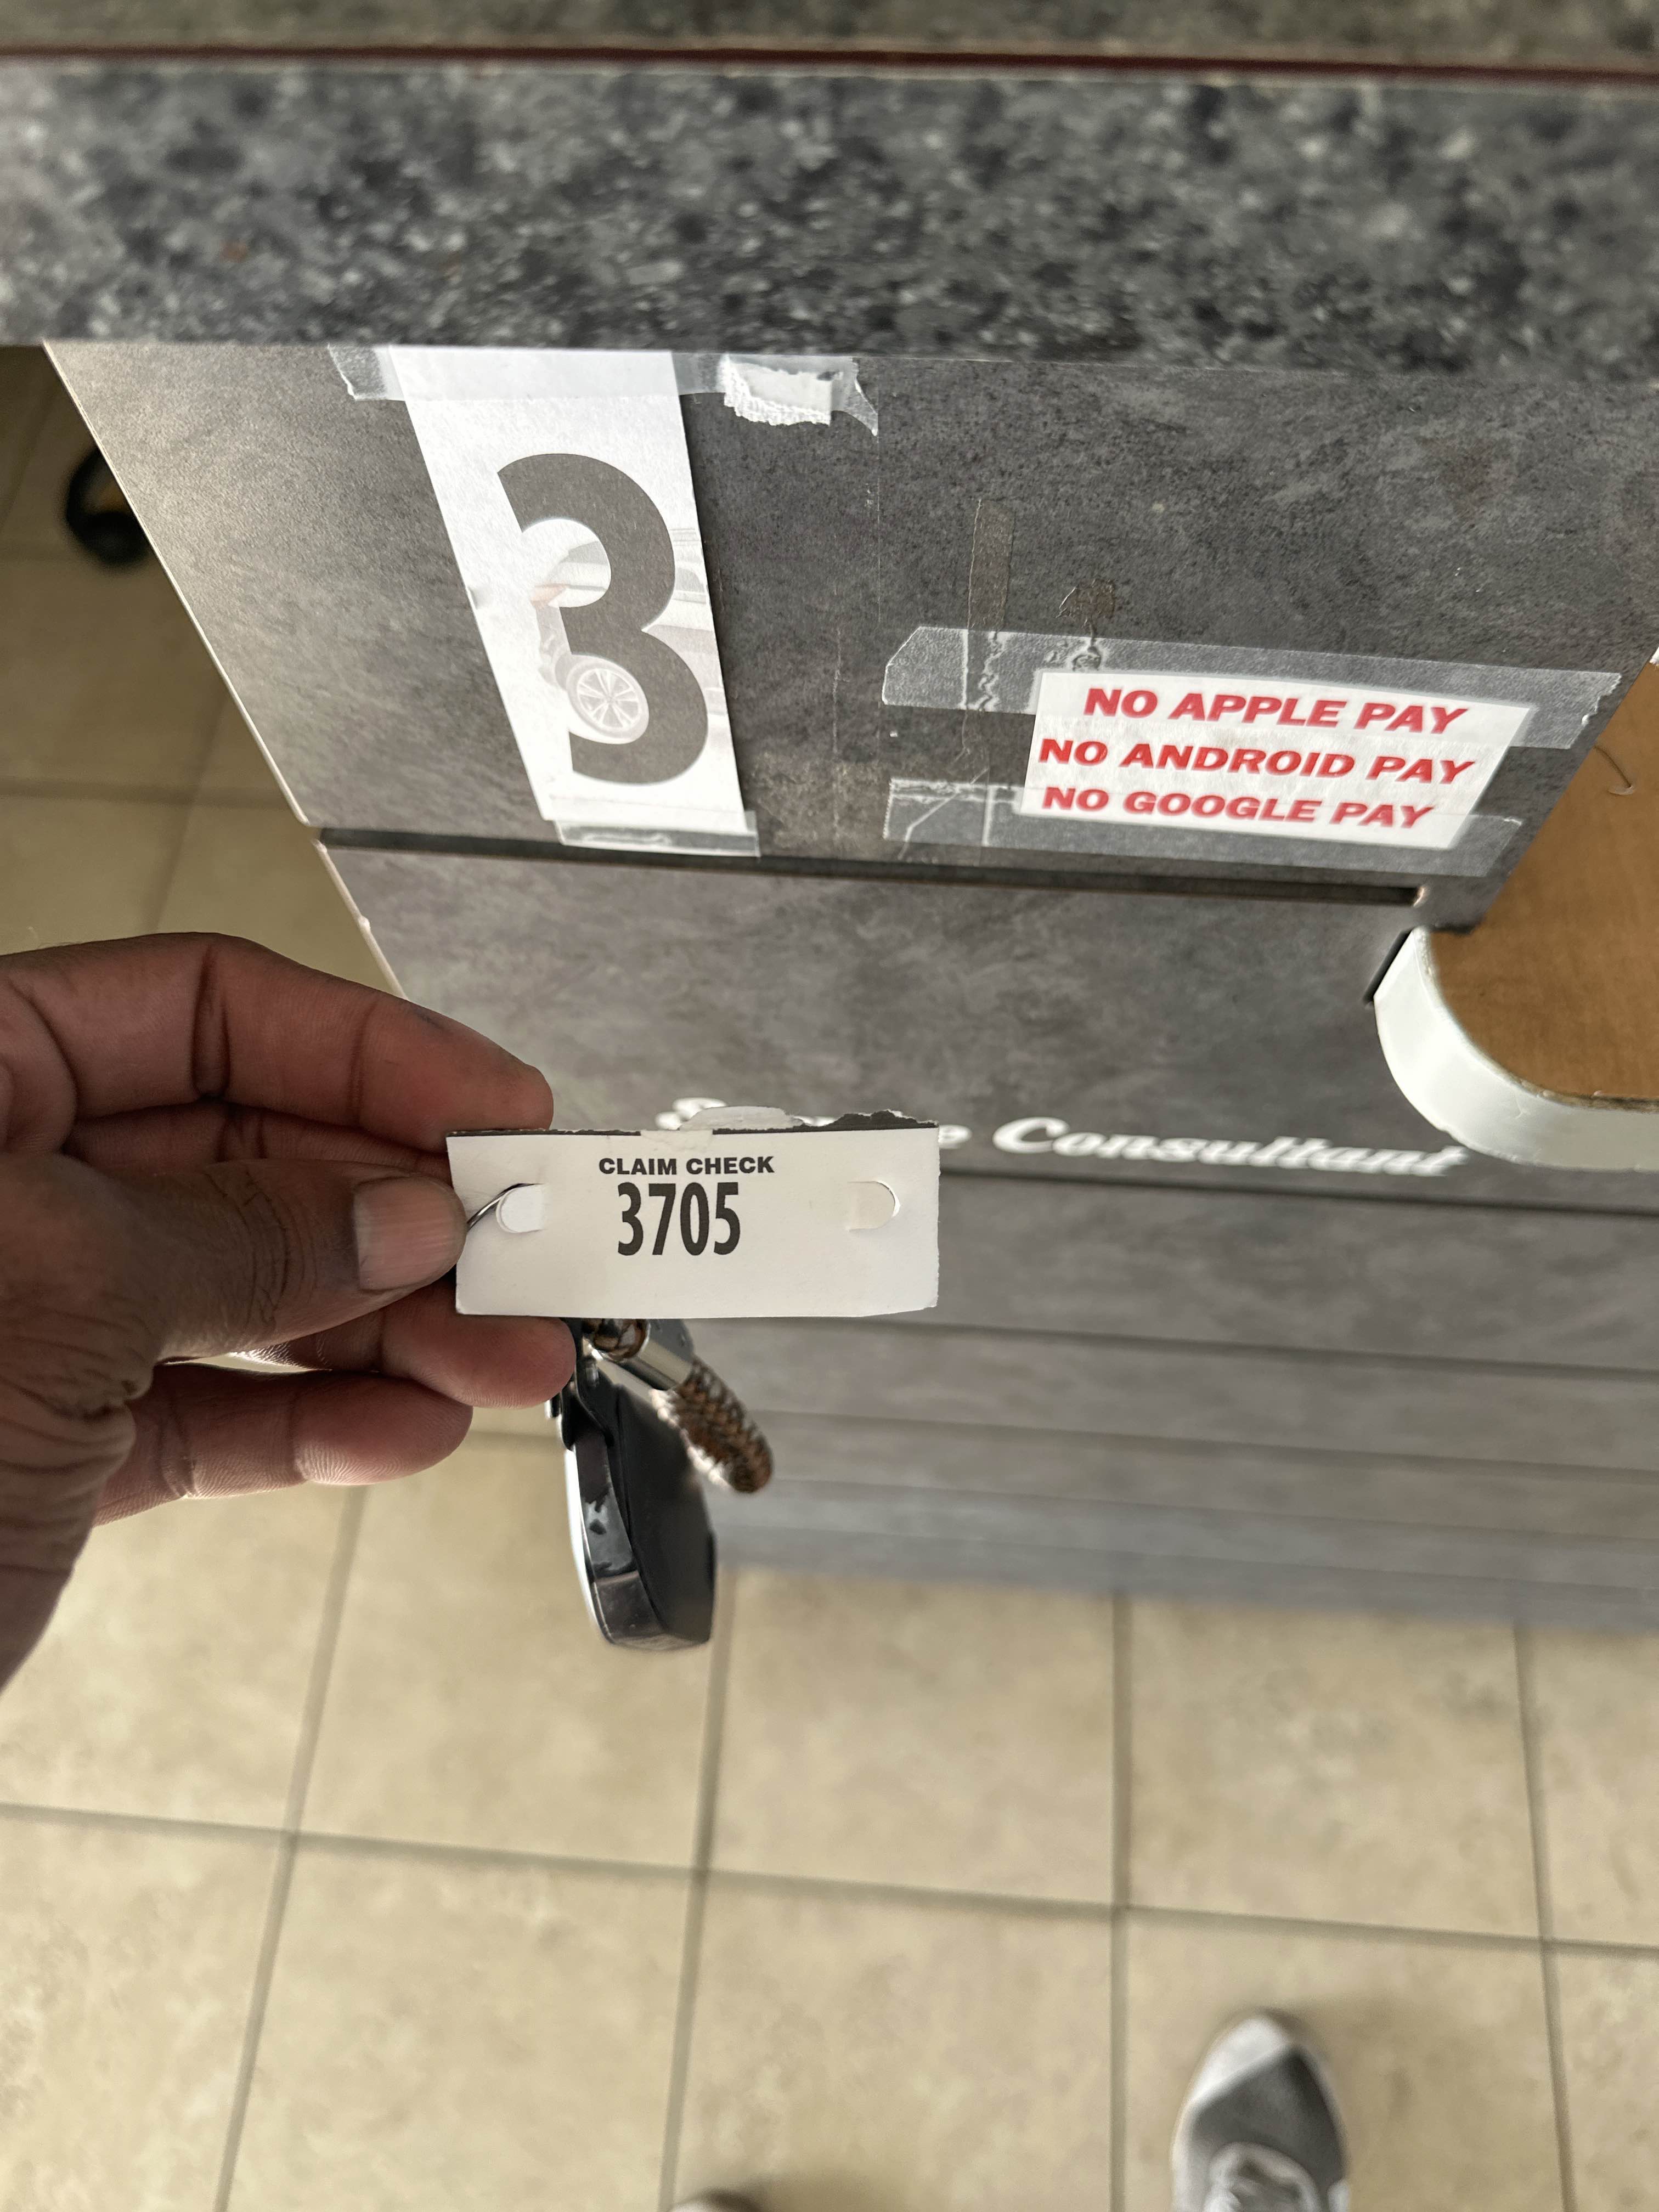 3
NO APPLE PAY
NO ANDROID PAY
NO GOOGLE PAY
Consultant
CLAIM CHECK
3705